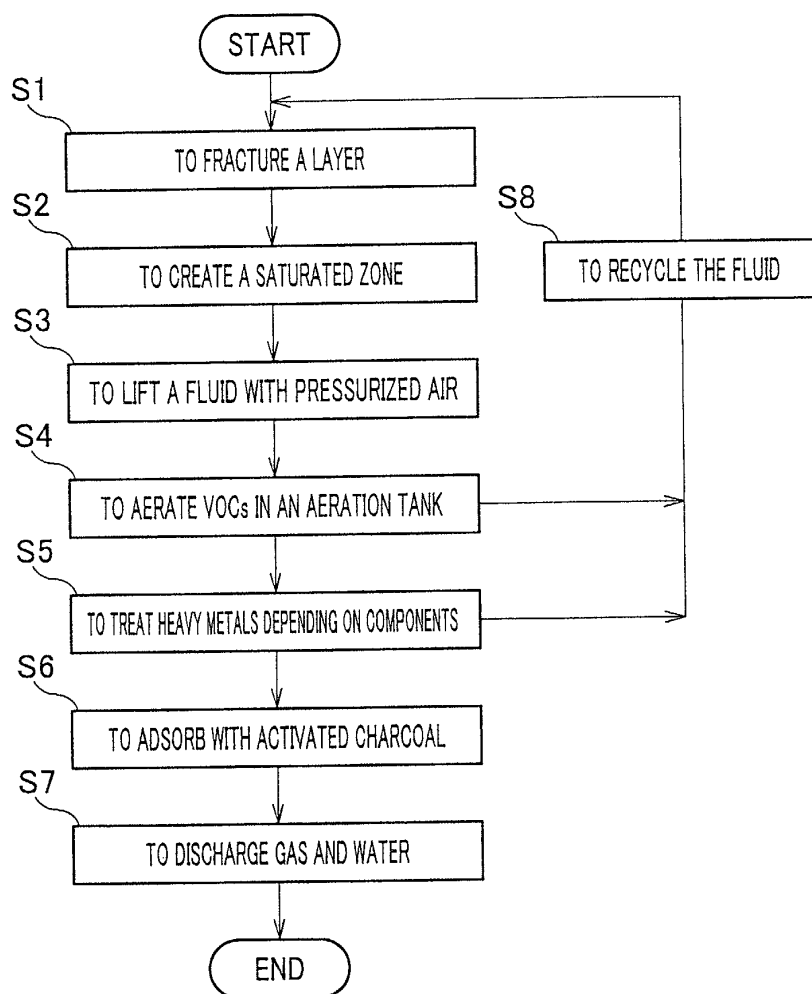 START
S1
TO FRACTURE A LAYER
S2
TO CREATE A SATURATED ZONE
S8
TO RECYCLE THE FLUID
S3
TO LIFT A FLUID WITH PRESSURIZED AIR
S4
TO AERATE VOCs IN AN AERATION TANK
S5
TO TREAT HEAVY METALS DEPENDING ON COMPONENTS
S6
TO ADSORB WITH ACTIVATED CHARCOAL
S7
TO DISCHARGE GAS AND WATER
END